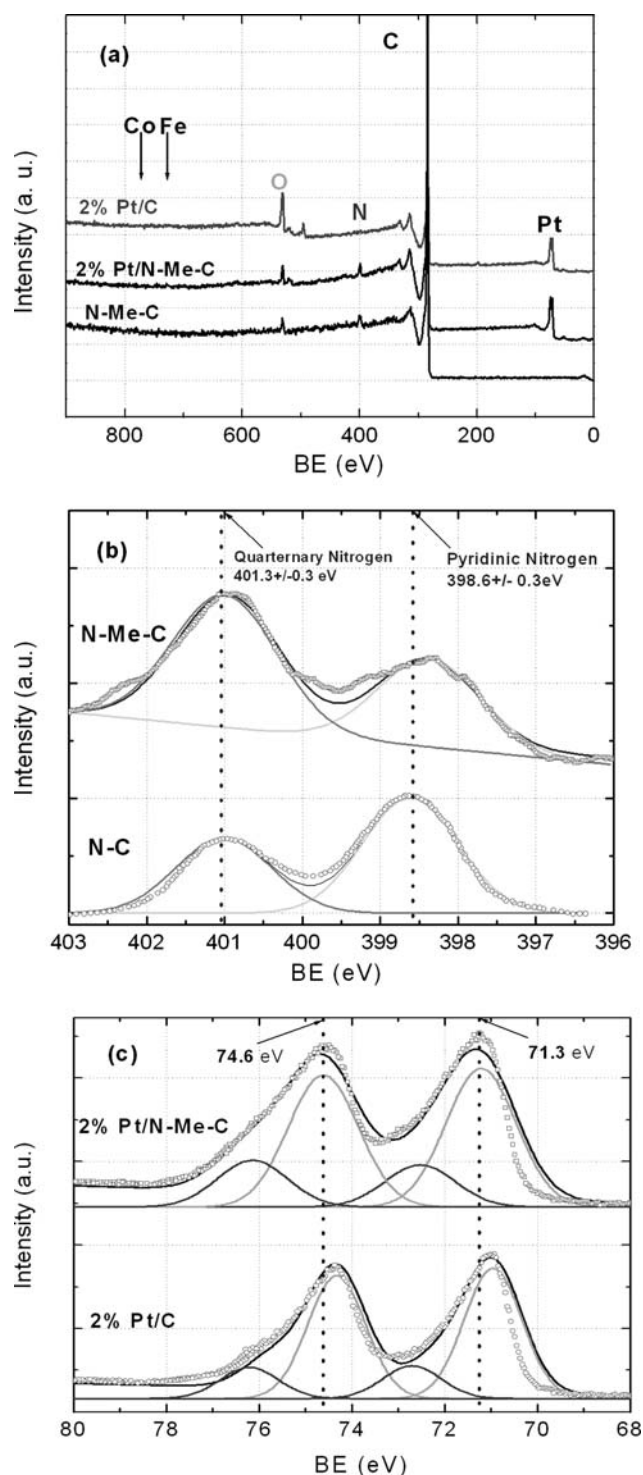 (a)
C
Co Fe
O
2% Pt/C
N
Pt
2% Pt/N-Me-C
N-Me-C
Intensity (a. u.)
800 600 400 200 0
BE (eV)
(b)
Quarternary Nitrogen
401.3+/-0.3 eV
Pyridinic Nitrogen
398.6+/- 0.3eV
N-Me-C
N-C
Intensity (a.u.)
403 402 401 400 399 398 397 396
BE (eV)
(c)
74.6 eV
71.3 eV
2% Pt/N-Me-C
2% Pt/C
Intensity (a.u.)
80 78 76 74 72 70 68
BE (eV)